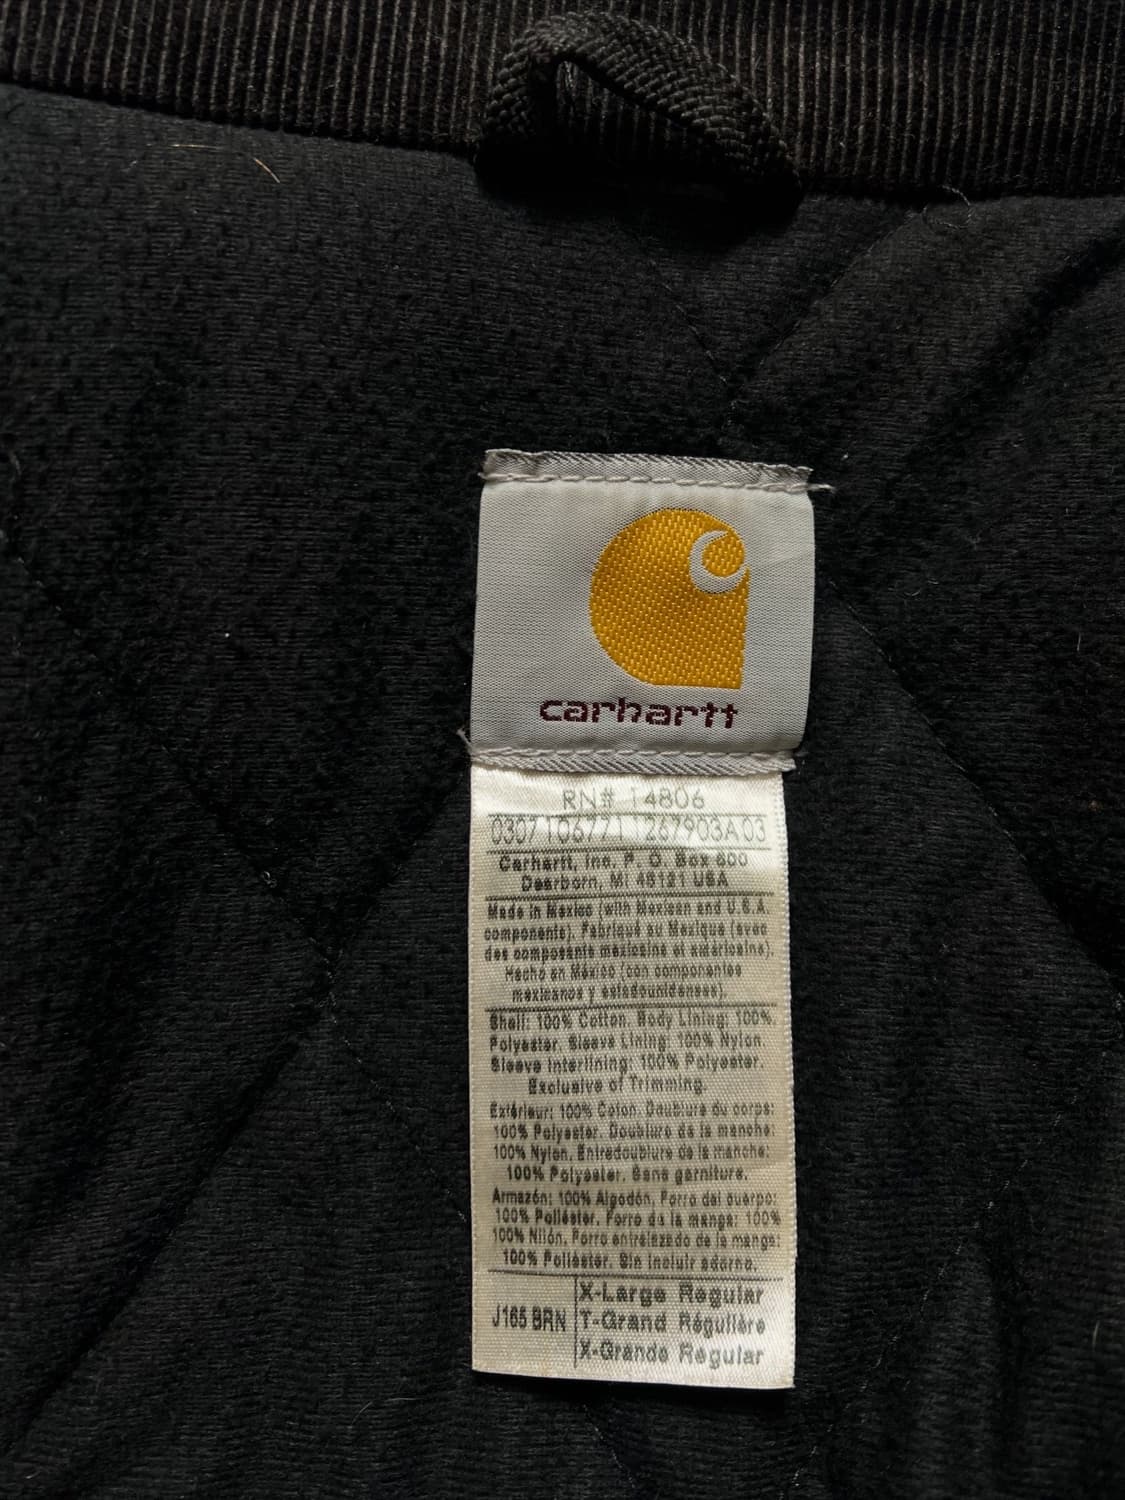 carhartt
RN# 14806
0307106771126790 3A03
Carhartt, Inc. P. O. Box 600
Dearborn, MI 48121 USA
Made in Mexico (with Mexican and U.S.A.
components). Fabriqué au Mexique (avec
des composants mexicains et américains).
Hecho en México (con componentes
mexicanos y estadounidenses).
Shell: 100% Cotton. Body Lining: 100%
Polyester. Sleeve Lining: 100% Nylon.
Sleeve Interlining: 100% Polyester.
Exclusive of Trimming.
Extérieur: 100% Coton. Doublure du corps:
100% Polyester. Doublure de la manche:
100% Nylon. Entredoublure de la manche:
100% Polyester. Sans garniture.
Armazón: 100% Algodón. Forro del cuerpo:
100% Poliéster. Forro de la manga: 100%
100% Nilón. Forro entrelazado de la manga:
100% Poliéster. Sin incluir adorno.
J165 BRN
X-Large Regular
T-Grand Régulière
X-Grande Regular